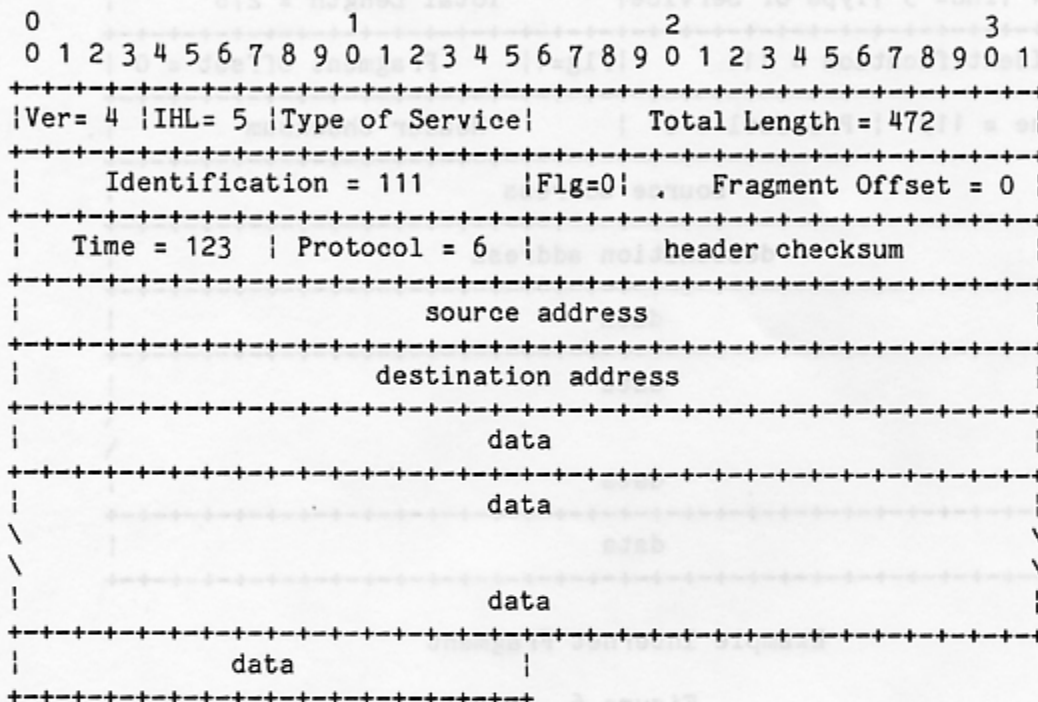 0 1 2 3
0 1 2 3 4 5 6 7 8 9 0 1 2 3 4 5 6 7 8 9 0 1 2 3 4 5 6 7 8 9 0
+-+-+-+-+-+-+-+-+-+-+-+-+-+-+-+-+-+-+-+-+-+-+-+-+-+-+-+-+-+-+-+-+
|Ver= 4 |IHL= 5 |Type of Service| Total Length = 472
+-+-+-+-+-+-+-+-+-+-+-+-+-+-+-+-+-+-+-+-+-+-+-+-+-+-+-+-+-+-+-+-+
| Identification = 111 |Flg=0| Fragment Offset = 0 |
+-+-+-+-+-+-+-+-+-+-+-+-+-+-+-+-+-+-+-+-+-+-+-+-+-+-+-+-+-+-+-+-+
| Time = 123 | Protocol = 6 | header checksum |
+-+-+-+-+-+-+-+-+-+-+-+-+-+-+-+-+-+-+-+-+-+-+-+-+-+-+-+-+-+-+-+-+
| source address |
+-+-+-+-+-+-+-+-+-+-+-+-+-+-+-+-+-+-+-+-+-+-+-+-+-+-+-+-+-+-+-+-+
| destination address |
+-+-+-+-+-+-+-+-+-+-+-+-+-+-+-+-+-+-+-+-+-+-+-+-+-+-+-+-+-+-+-+-+
| data |
+-+-+-+-+-+-+-+-+-+-+-+-+-+-+-+-+-+-+-+-+-+-+-+-+-+-+-+-+-+-+-+-+
| data |
\ \
\ \
| data |
+-+-+-+-+-+-+-+-+-+-+-+-+-+-+-+-+-+-+-+-+-+-+-+-+-+-+-+-+-+-+-+-+
| data |
+-+-+-+-+-+-+-+-+-+-+-+-+-+-+-+-+